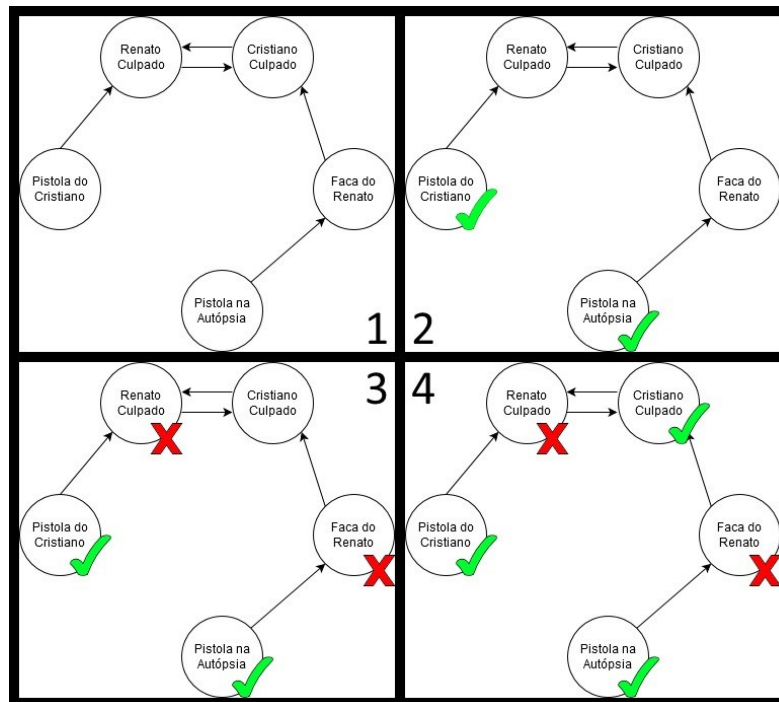 Renato
Culpado
Cristiano
Culpado
Pistola do
Cristiano
Faca do
Renato
Pistola na
Autópsia
1
Renato
Culpado
Cristiano
Culpado
Pistola do
Cristiano
Faca do
Renato
Pistola na
Autópsia
2
Renato
Culpado
Cristiano
Culpado
Pistola do
Cristiano
Faca do
Renato
Pistola na
Autópsia
3
Renato
Culpado
Cristiano
Culpado
Pistola do
Cristiano
Faca do
Renato
Pistola na
Autópsia
4